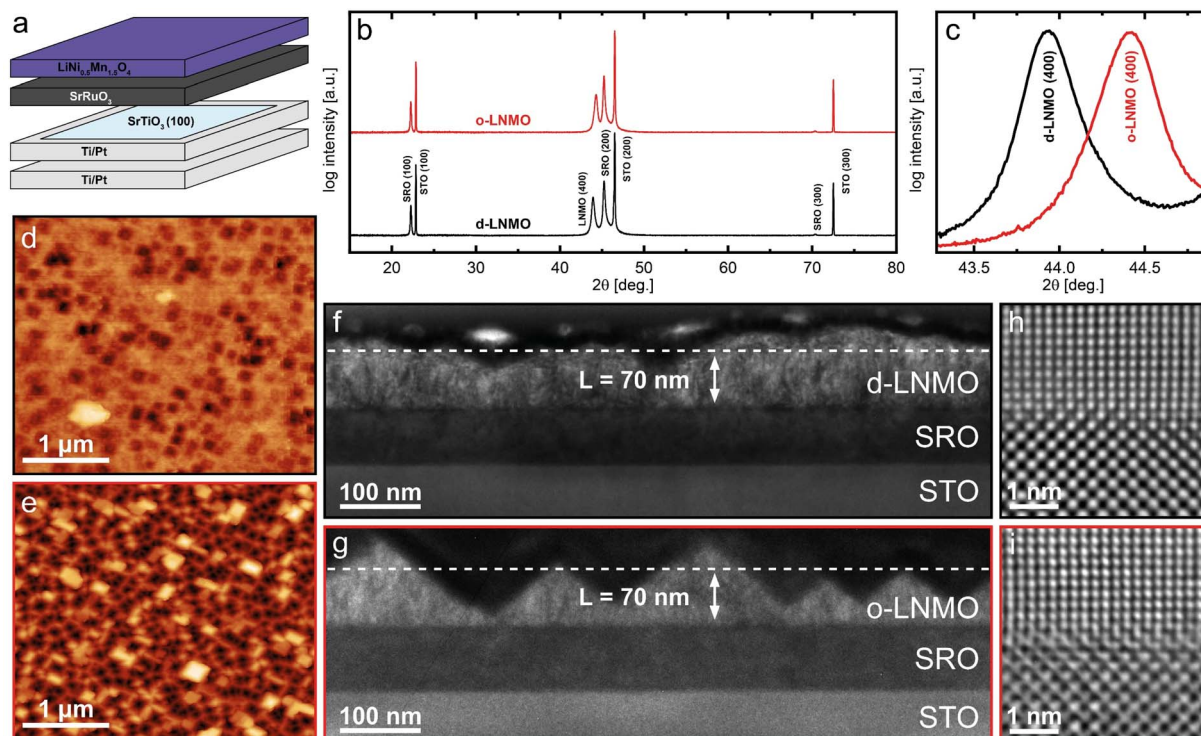 a
LiNi0.5Mn1.5O4
SrRuO3
SrTiO3 (100)
Ti/Pt
Ti/Pt
b
log intensity [a.u.]
o-LNMO
SRO (100)
STO (100)
LNMO (400)
SRO (200)
STO (200)
SRO (300)
STO (300)
d-LNMO
20 30 40 50 60 70 80
2θ [deg.]
c
log intensity [a.u.]
d-LNMO (400)
o-LNMO (400)
43.5 44.0 44.5
2θ [deg.]
d
1 µm
e
1 µm
f
L = 70 nm
d-LNMO
SRO
STO
100 nm
g
L = 70 nm
o-LNMO
SRO
STO
100 nm
h
1 nm
i
1 nm